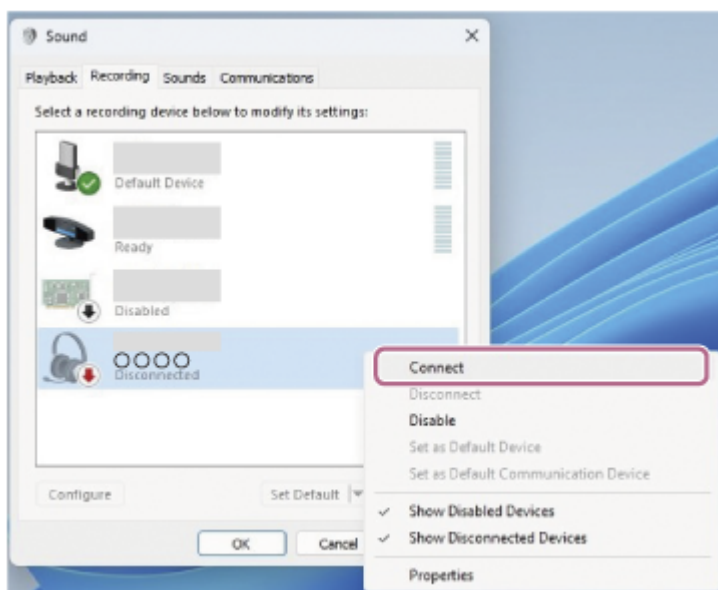 Sound
Playback Recording Sounds Communications
Select a recording device below to modify its settings:
Default Device
Ready
Disabled
○○○○
Disconnected
Configure
Set Default
OK
Cancel
Connect
Disconnect
Disable
Set as Default Device
Set as Default Communication Device
Show Disabled Devices
Show Disconnected Devices
Properties